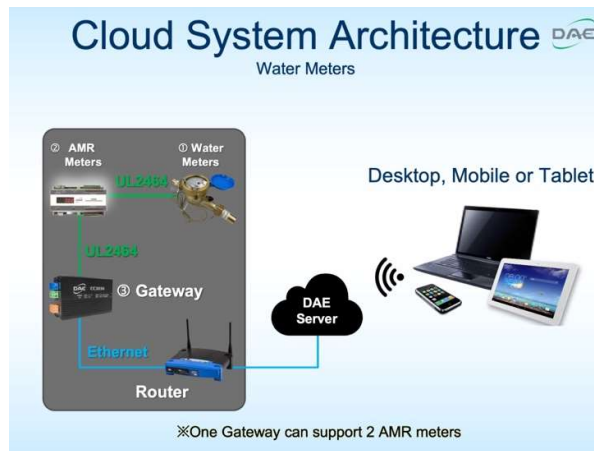 Cloud System Architecture
DAE
Water Meters
② AMR
Meters
① Water
Meters
UL2464
UL2464
Desktop, Mobile or Tablet
③ Gateway
DAE
Server
Ethernet
Router
※One Gateway can support 2 AMR meters